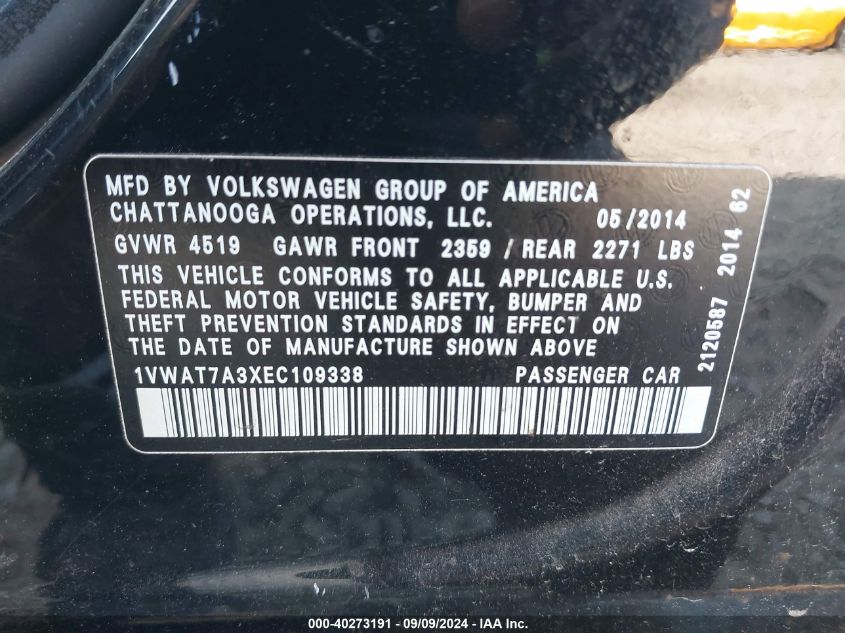 MFD BY VOLKSWAGEN GROUP OF AMERICA
CHATTANOOGA OPERATIONS, LLC. 05/2014
GVWR 4519 GAWR FRONT 2359 / REAR 2271 LBS
THIS VEHICLE CONFORMS TO ALL APPLICABLE U.S.
FEDERAL MOTOR VEHICLE SAFETY, BUMPER AND
THEFT PREVENTION STANDARDS IN EFFECT ON
THE DATE OF MANUFACTURE SHOWN ABOVE
1VWAT7A3XEC109338 PASSENGER CAR
2120587 2014 62
000-40273191 - 09/09/2024 - IAA Inc.